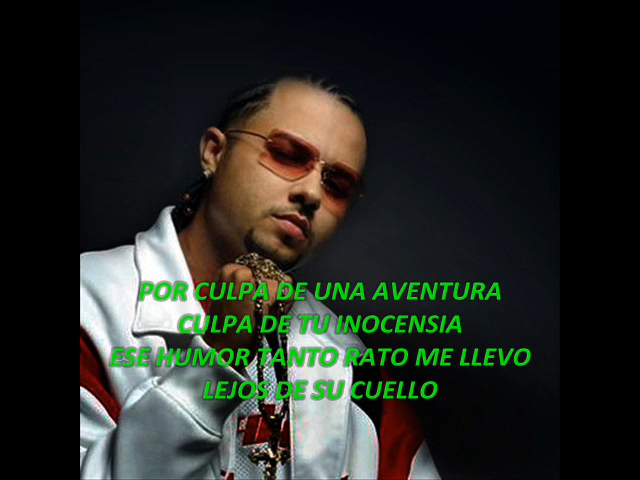 POR CULPA DE UNA AVENTURA
CULPA DE TU INOCENSIA
ESE HUMOR TANTO RATO ME LLEVO
LEJOS DE SU CUELLO